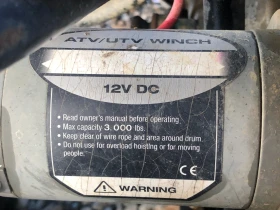 ATV/UTV WINCH
12V DC
• Read owner's manual before operating
• Max capacity 3,000 lbs.
• Keep clear of wire rope and area around drum
• Do not use for overload hoisting or for moving
people.
WARNING
CE